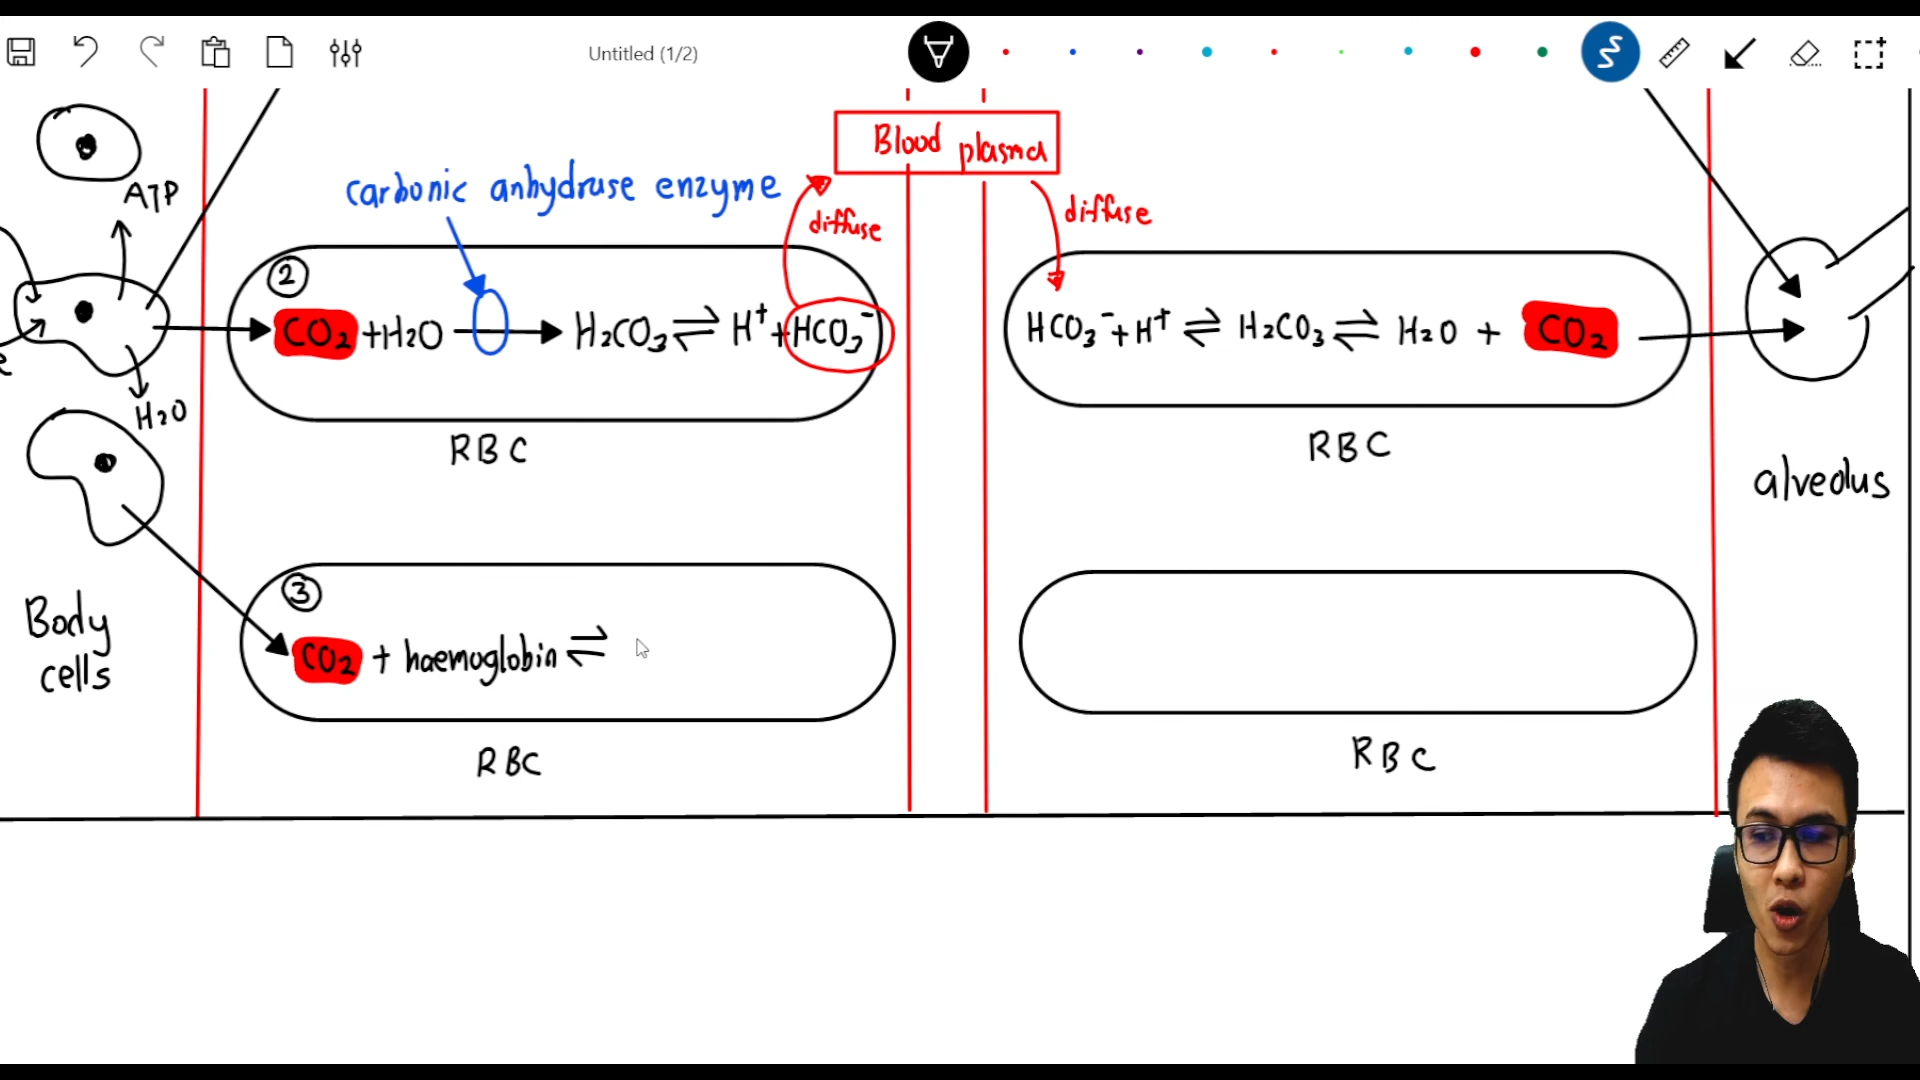 Untitled (1/2)
Blood plasma
ATP
carbonic anhydrase enzyme
diffuse
diffuse
2
CO2 + H2O → H2CO3 ⇌ H+ + HCO3-
HCO3- + H+ ⇌ H2CO3 ⇌ H2O + CO2
H2O
RBC
RBC
alveolus
3
Body
cells
CO2 + haemoglobin ⇌
RBC
RBC